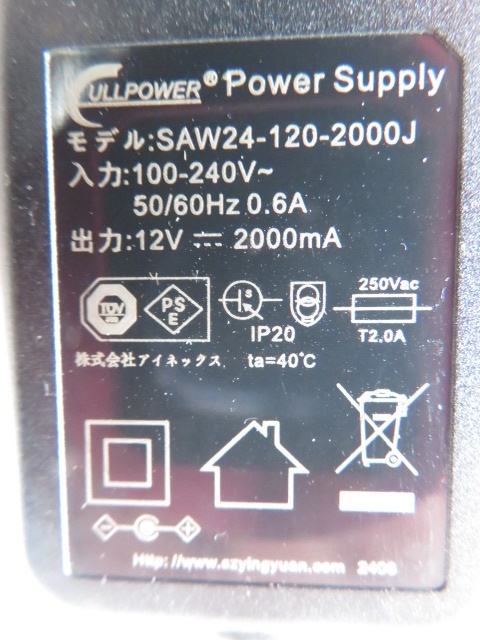 FULLPOWER® Power Supply
モデル:SAW24-120-2000J
入力:100-240V~
50/60Hz 0.6A
出力:12V ⎓ 2000mA
250Vac
TÜV PSE S IP20 T2.0A
株式会社アイネックス ta=40℃
Http://www.szyingyuan.com 2406